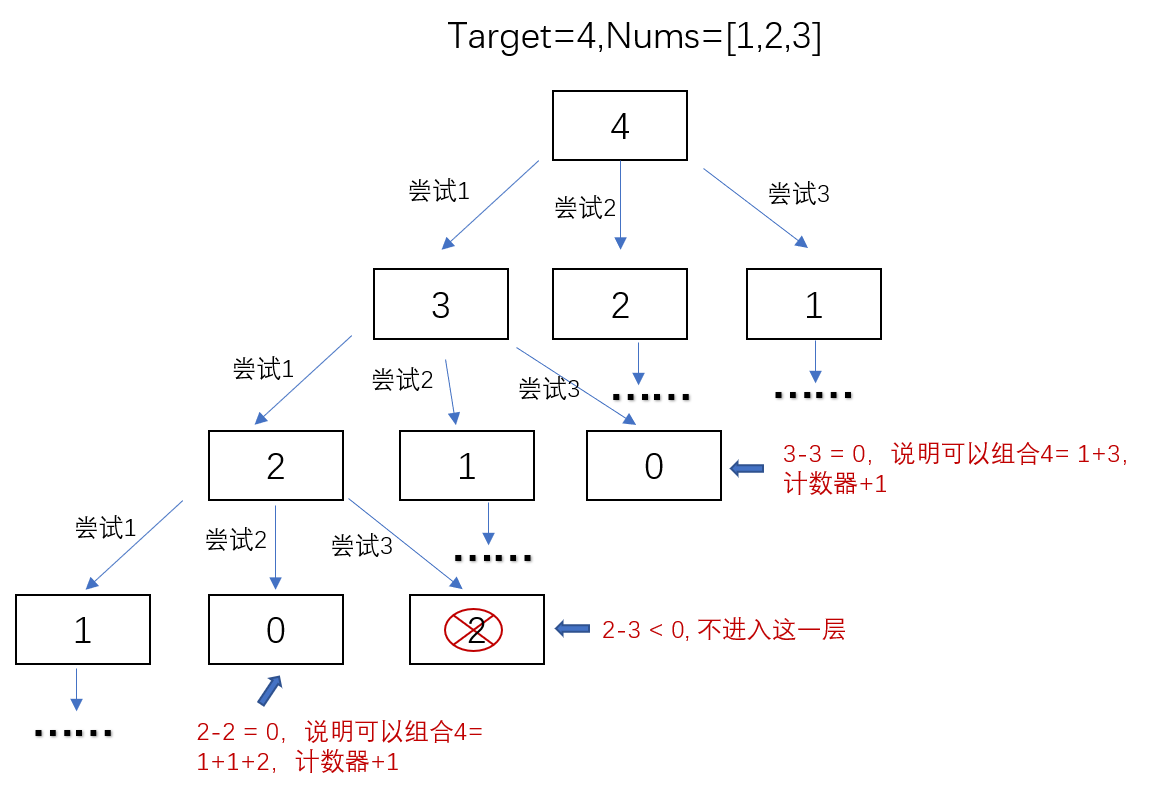 Target=4,Nums=[1,2,3]
4
尝试1
尝试2
尝试3
3
2
1
尝试1
尝试2
尝试3
……
……
2
1
0
3-3 = 0，说明可以组合4= 1+3,
计数器+1
尝试1
尝试2
尝试3
……
1
0
2
2-3 < 0, 不进入这一层
……
2-2 = 0，说明可以组合4=
1+1+2，计数器+1